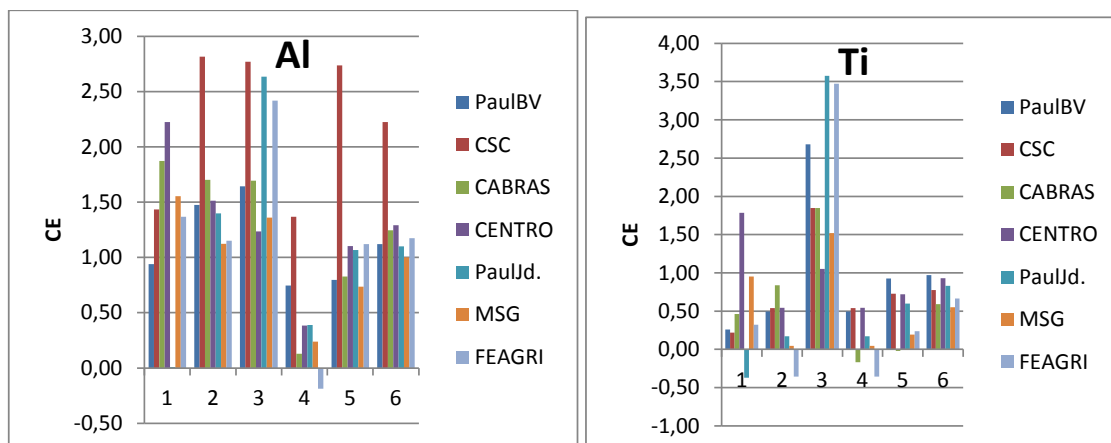 Al
3,00
2,50
2,00
1,50
1,00
0,50
0,00
-0,50
CE
1 2 3 4 5 6
PaulBV
CSC
CABRAS
CENTRO
PaulJd.
MSG
FEAGRI
Ti
4,00
3,50
3,00
2,50
2,00
1,50
1,00
0,50
0,00
-0,50
-1,00
CE
1 2 3 4 5 6
PaulBV
CSC
CABRAS
CENTRO
PaulJd.
MSG
FEAGRI